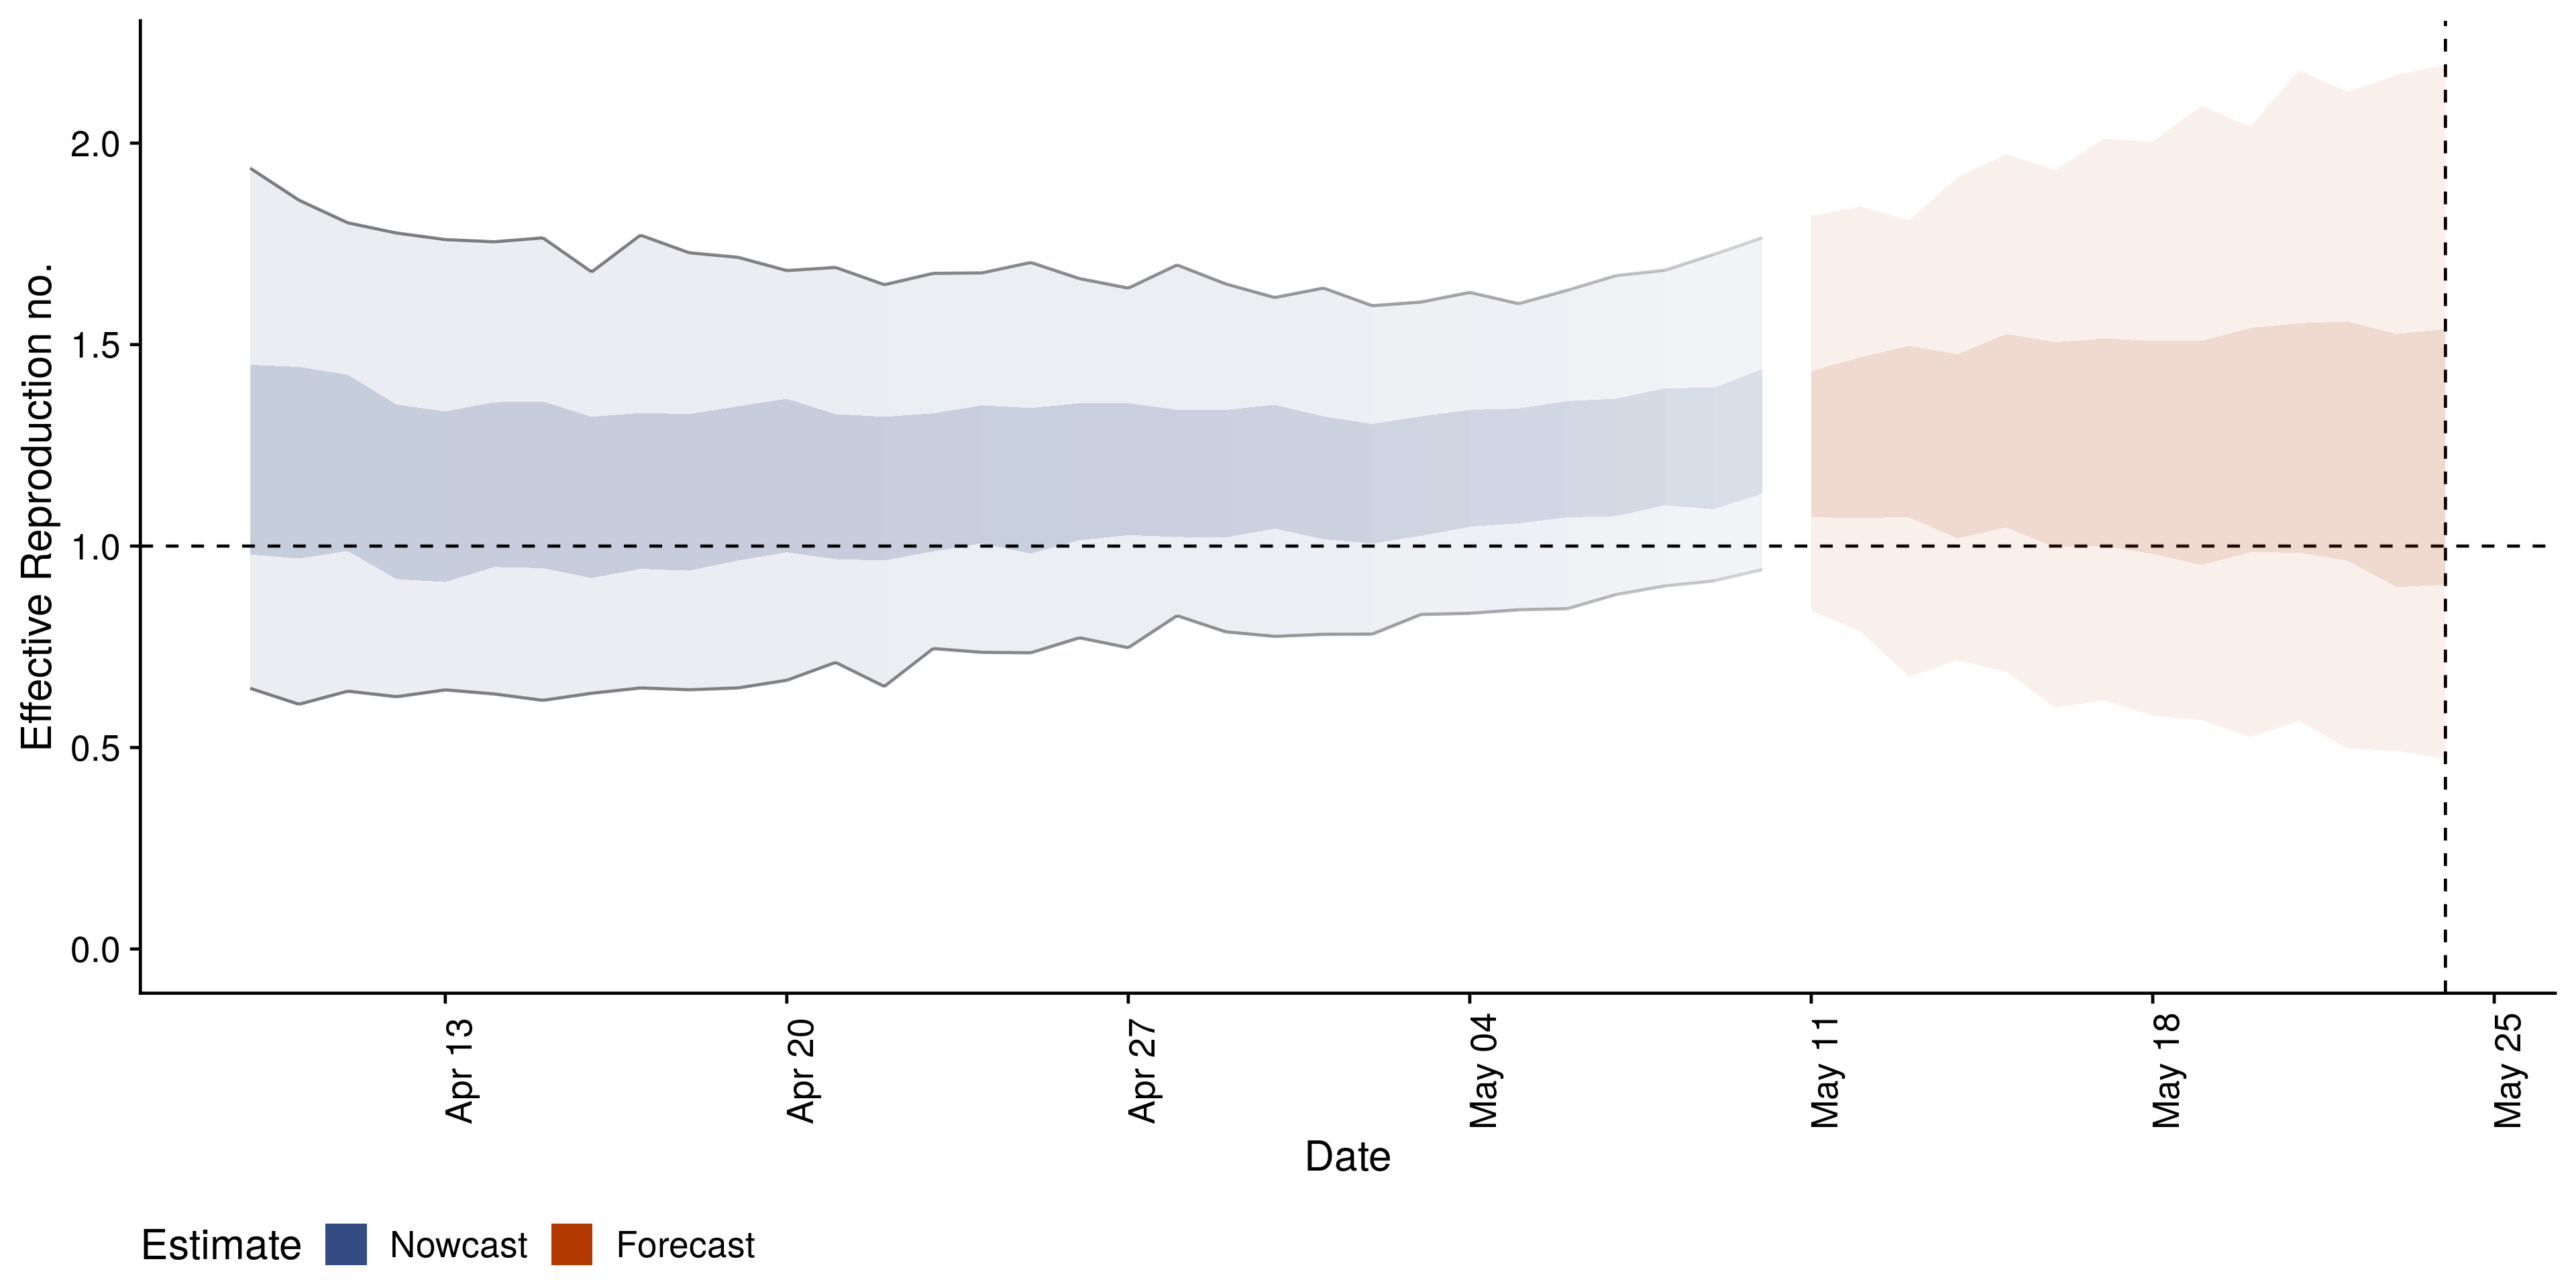 Effective Reproduction no.
2.0
1.5
1.0
0.5
0.0
Apr 13
Apr 20
Apr 27
May 04
May 11
May 18
May 25
Date
Estimate Nowcast Forecast